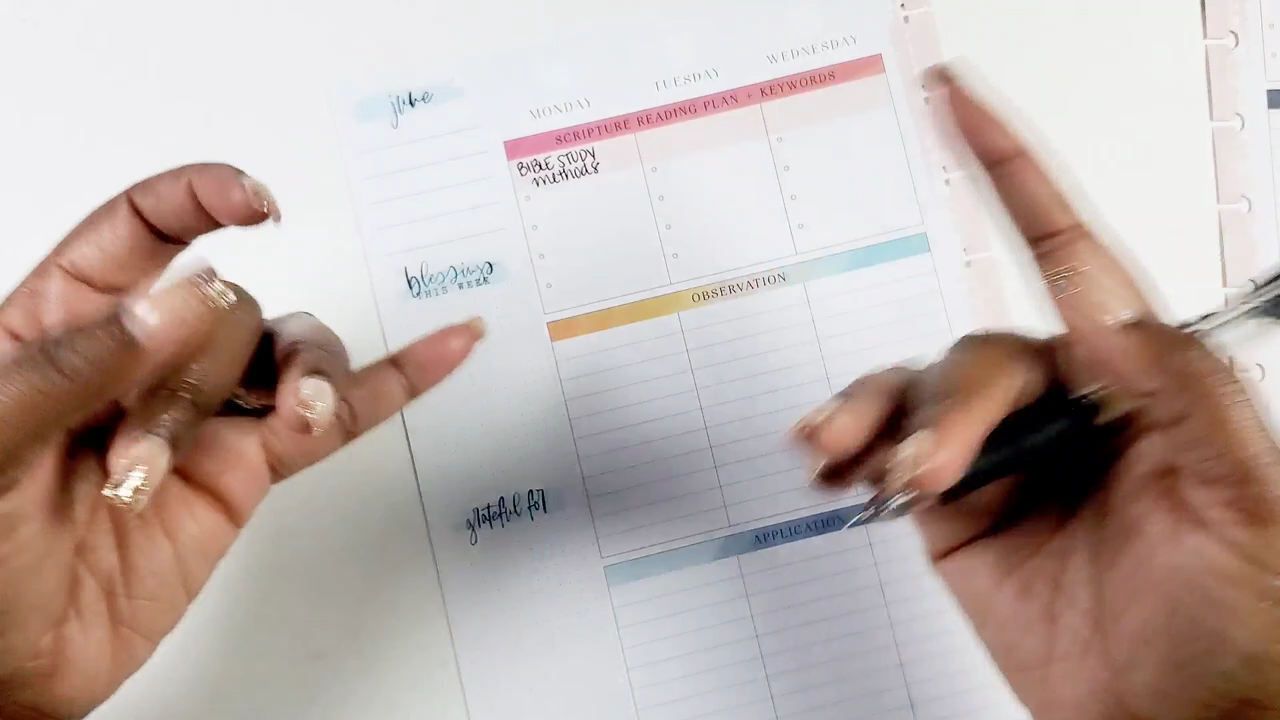 june
MONDAY
TUESDAY
WEDNESDAY
SCRIPTURE READING PLAN + KEYWORDS
BIBLE STUDY
methods
blessings
THIS WEEK
OBSERVATION
grateful for
APPLICATION